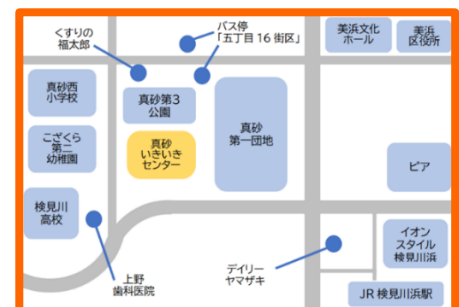 くすりの
福太郎
バス停
「五丁目16街区」
美浜文化
ホール
美浜
区役所
真砂西
小学校
真砂第3
公園
真砂
第一団地
こざくら
第二
幼稚園
真砂
いきいき
センター
ピア
検見川
高校
イオン
スタイル
検見川浜
上野
歯科医院
デイリー
ヤマザキ
JR 検見川浜駅